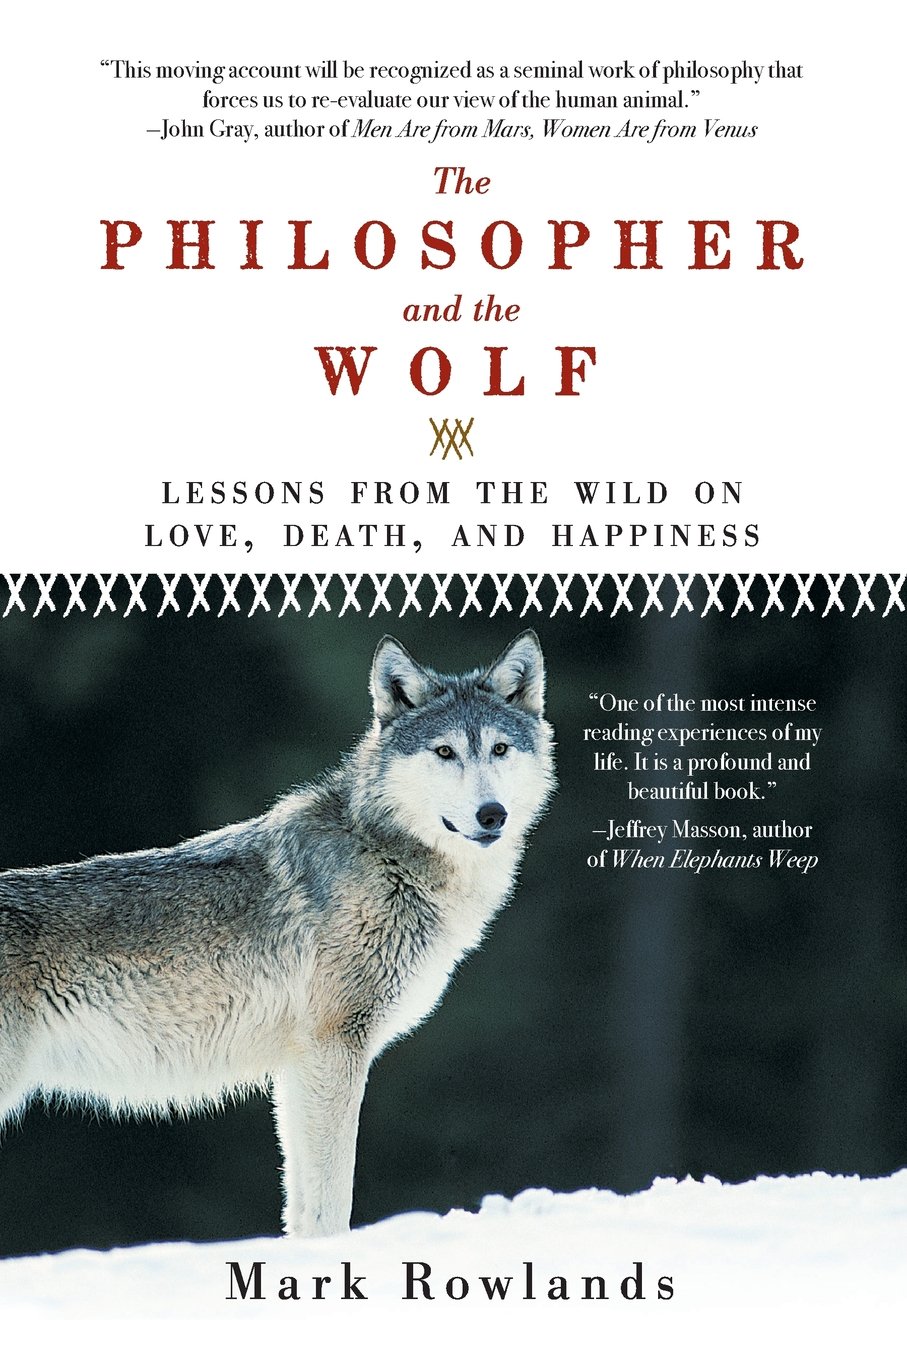 “This moving account will be recognized as a seminal work of philosophy that
forces us to re-evaluate our view of the human animal.”
—John Gray, author of Men Are from Mars, Women Are from Venus
The
PHILOSOPHER
and the
WOLF
LESSONS FROM THE WILD ON
LOVE, DEATH, AND HAPPINESS
“One of the most intense
reading experiences of my
life. It is a profound and
beautiful book.”
—Jeffrey Masson, author
of When Elephants Weep
Mark Rowlands